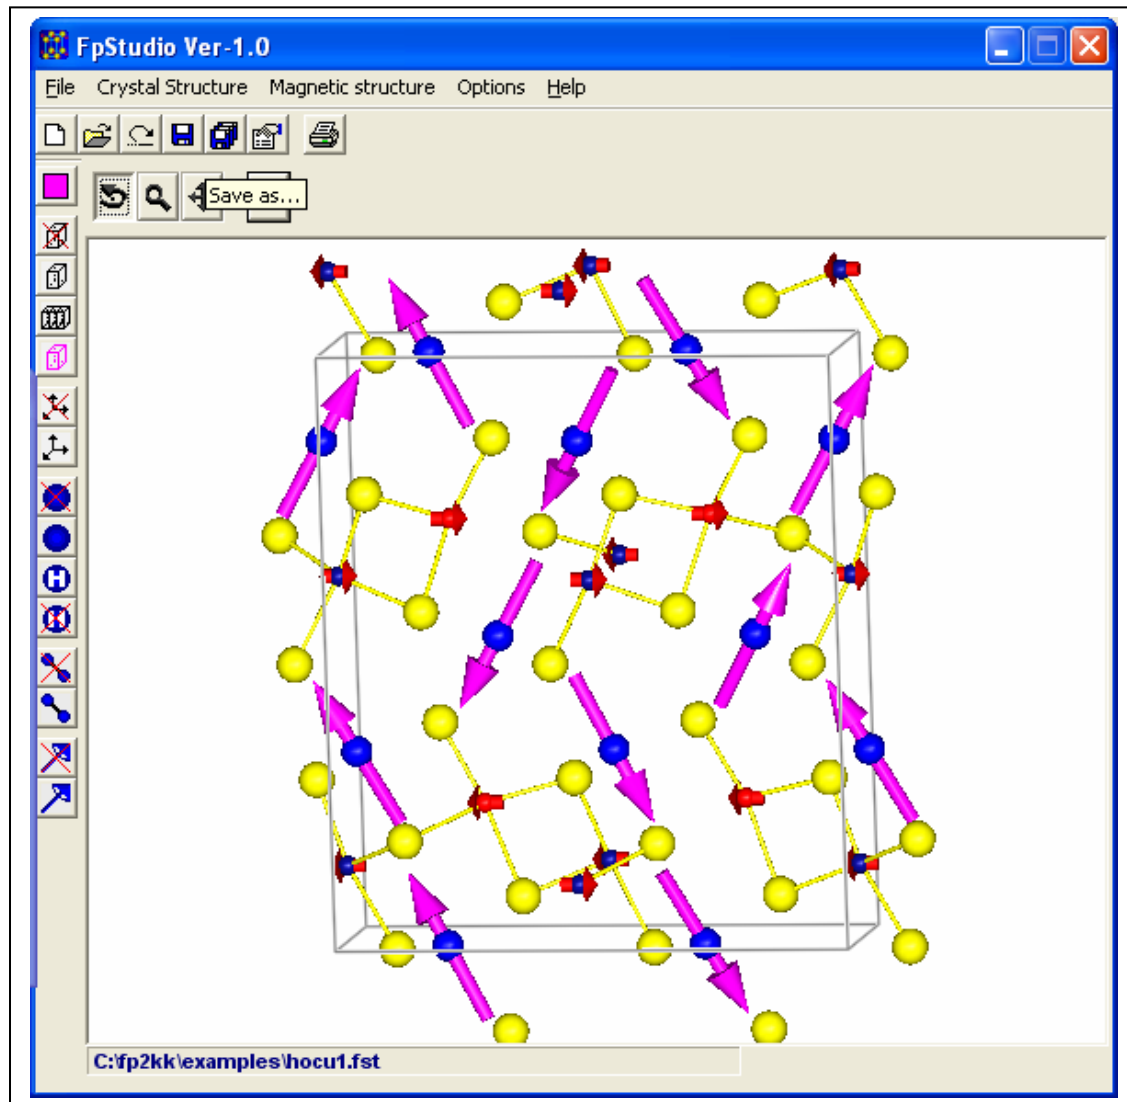 FpStudio Ver-1.0
File Crystal Structure Magnetic structure Options Help
Save as...
C:\fp2kk\examples\hocu1.fst